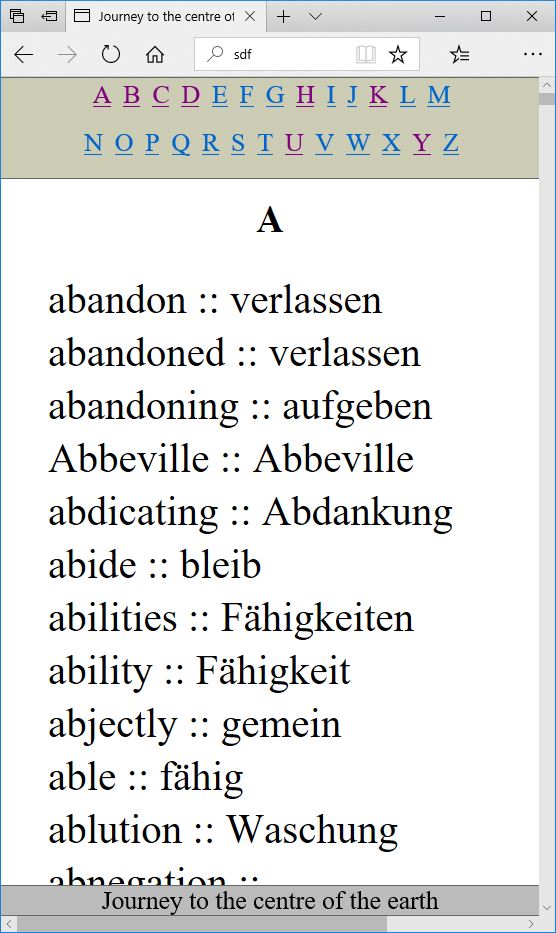 Journey to the centre of
sdf
A B C D E F G H I J K L M
N O P Q R S T U V W X Y Z
A
abandon :: verlassen
abandoned :: verlassen
abandoning :: aufgeben
Abbeville :: Abbeville
abdicating :: Abdankung
abide :: bleib
abilities :: Fähigkeiten
ability :: Fähigkeit
abjectly :: gemein
able :: fähig
ablution :: Waschung
abnegation ::
Journey to the centre of the earth